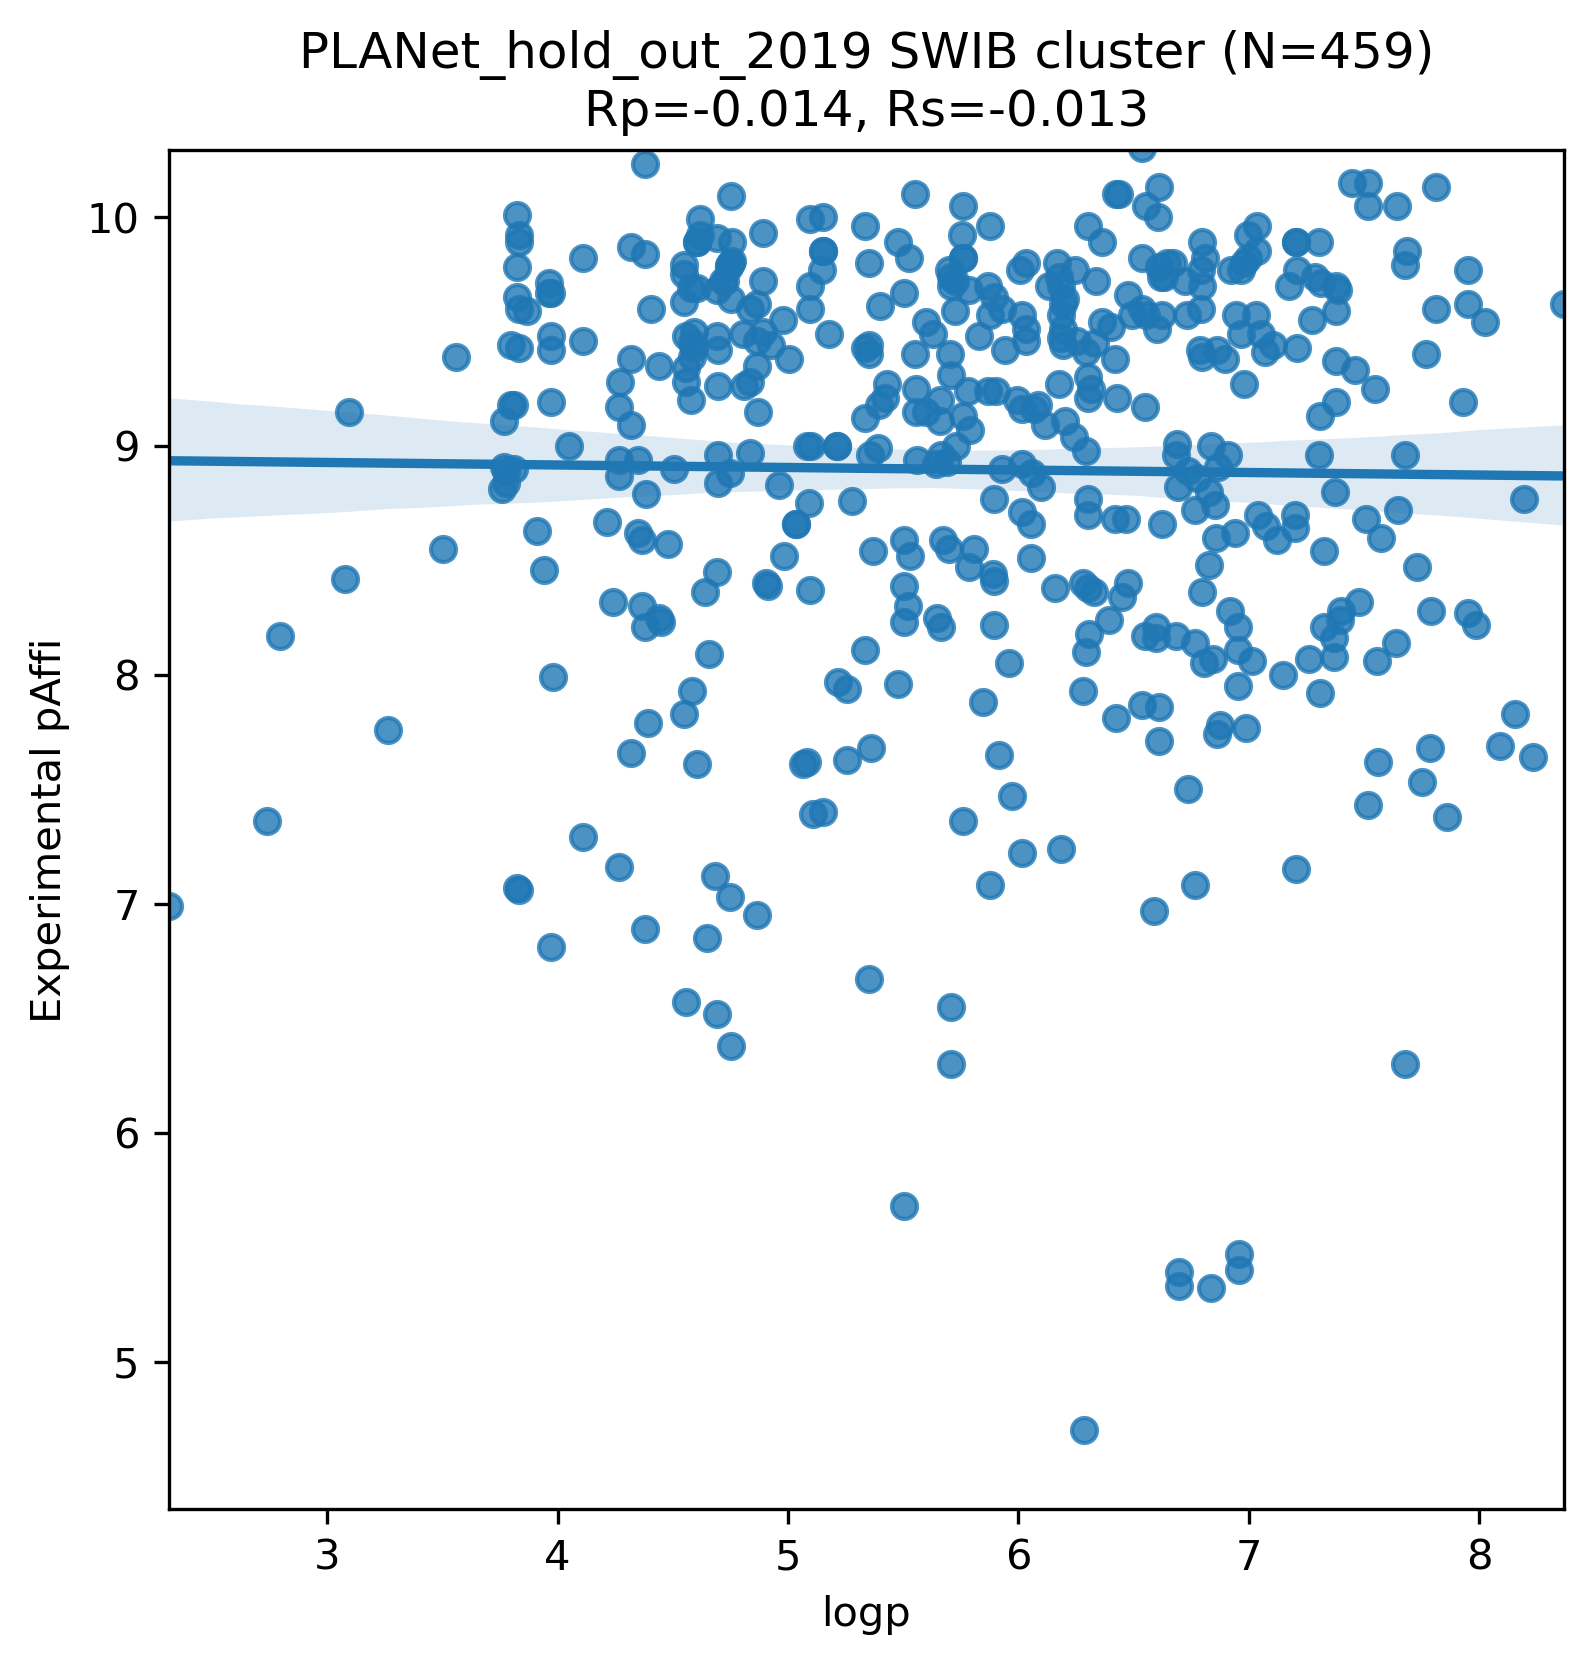 PLANet_hold_out_2019 SWIB cluster (N=459)
Rp=-0.014, Rs=-0.013
10
9
8
7
6
5
Experimental pAffi
3 4 5 6 7 8
logp